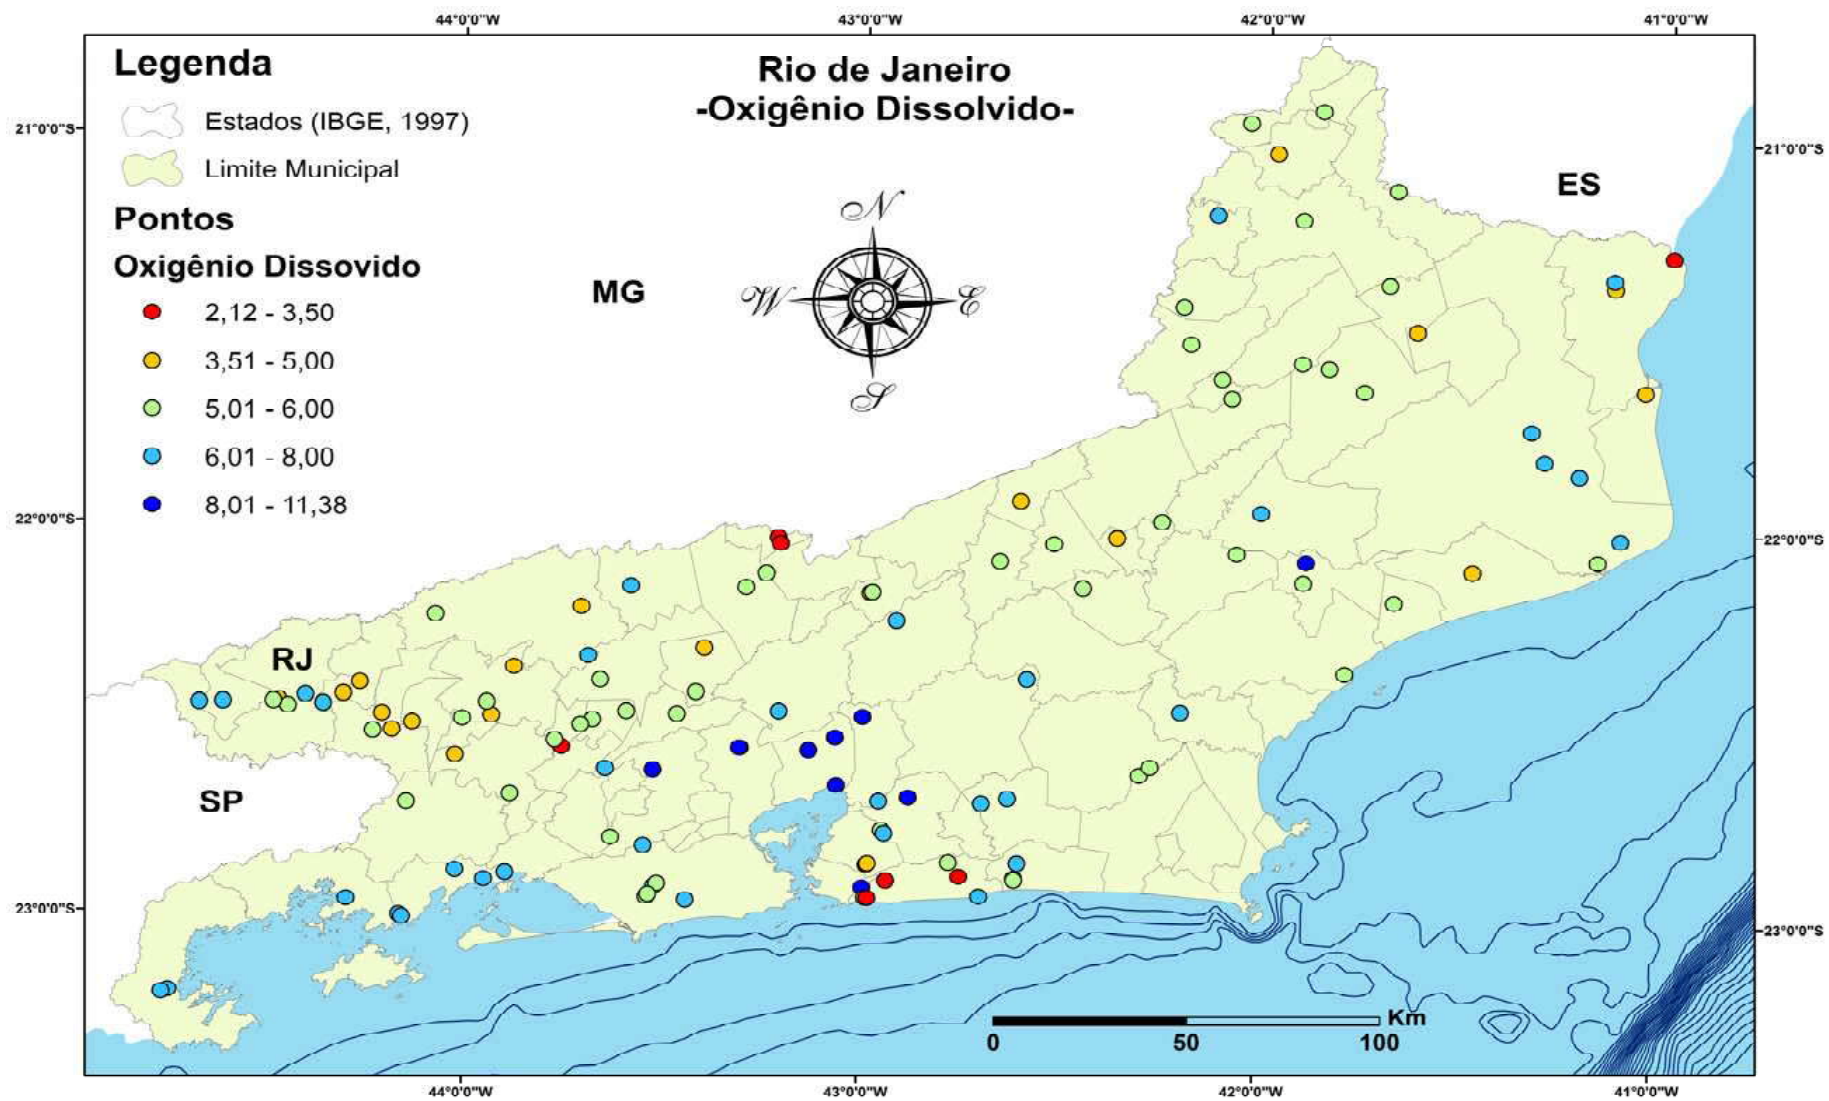 44°0'0"W 43°0'0"W 42°0'0"W 41°0'0"W
Legenda
Estados (IBGE, 1997)
Limite Municipal
Pontos
Oxigênio Dissovido
2,12 - 3,50
3,51 - 5,00
5,01 - 6,00
6,01 - 8,00
8,01 - 11,38
Rio de Janeiro
-Oxigênio Dissolvido-
N
W E
S
MG
ES
RJ
SP
21°0'0"S 21°0'0"S
22°0'0"S 22°0'0"S
23°0'0"S 23°0'0"S
Km
0 50 100
44°0'0"W 43°0'0"W 42°0'0"W 41°0'0"W